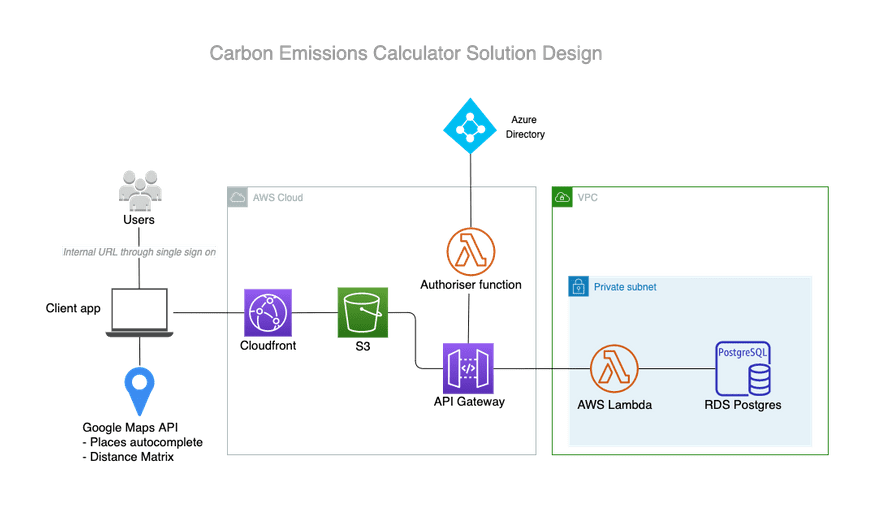 Carbon Emissions Calculator Solution Design
Azure
Directory
AWS Cloud
VPC
Users
Internal URL through single sign on
Authoriser function
Private subnet
Client app
Cloudfront
S3
PostgreSQL
API Gateway
AWS Lambda
RDS Postgres
Google Maps API
- Places autocomplete
- Distance Matrix